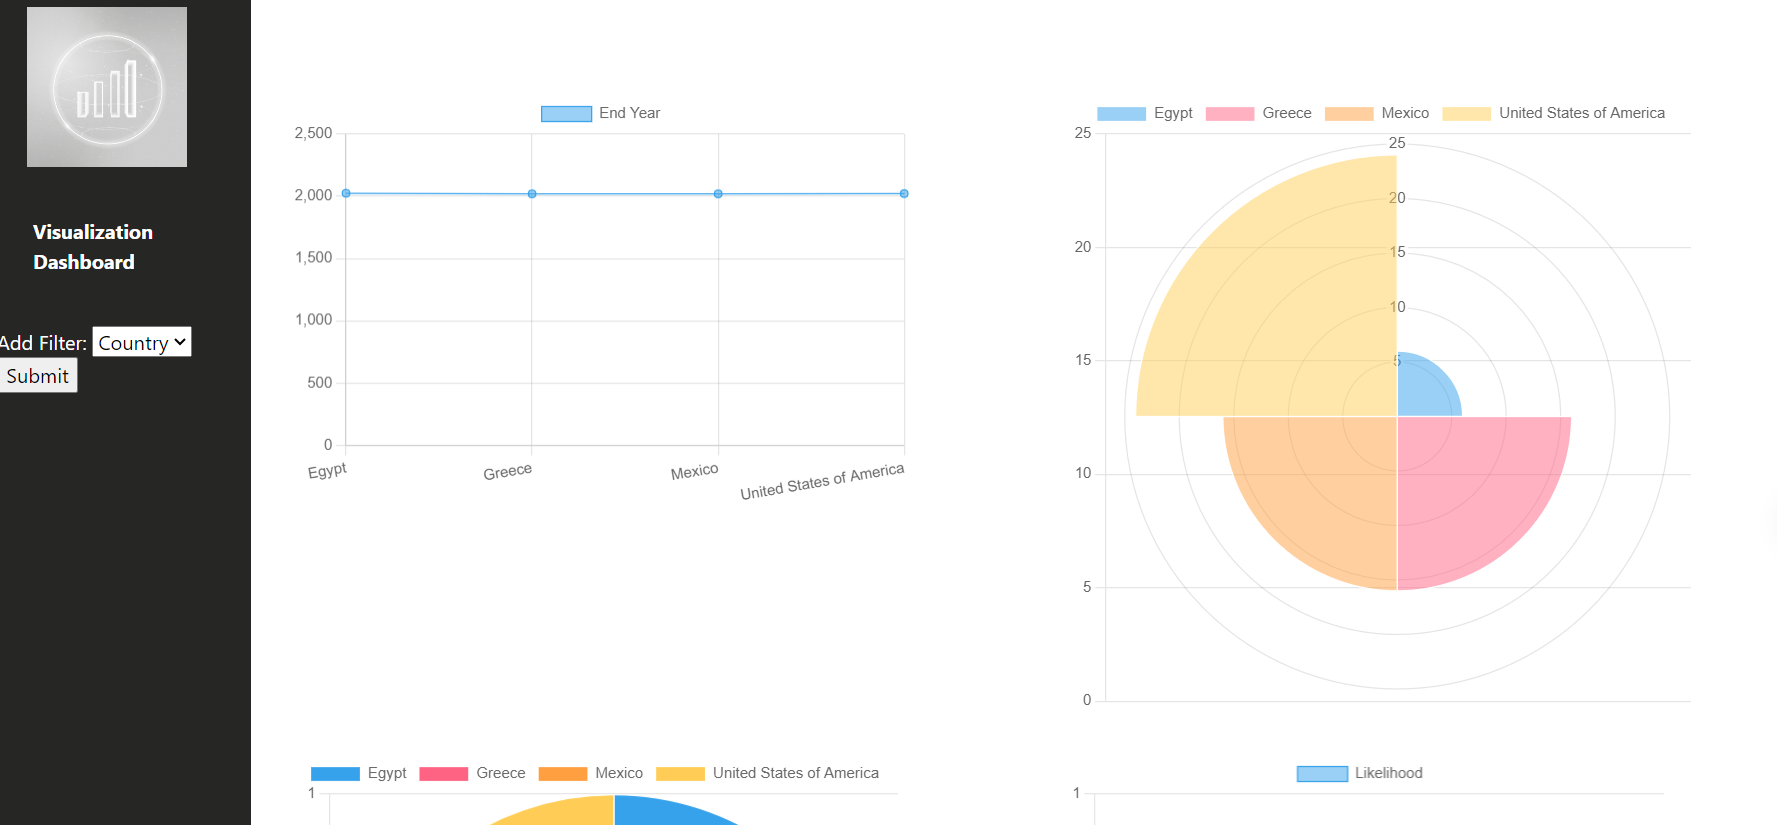 Visualization
Dashboard
Add Filter: Country
Submit
End Year
2,500
2,000
1,500
1,000
500
0
Egypt Greece Mexico United States of America
Egypt Greece Mexico United States of America
25
20
15
10
5
0
25
20
15
10
5
Egypt Greece Mexico United States of America
1
Likelihood
1